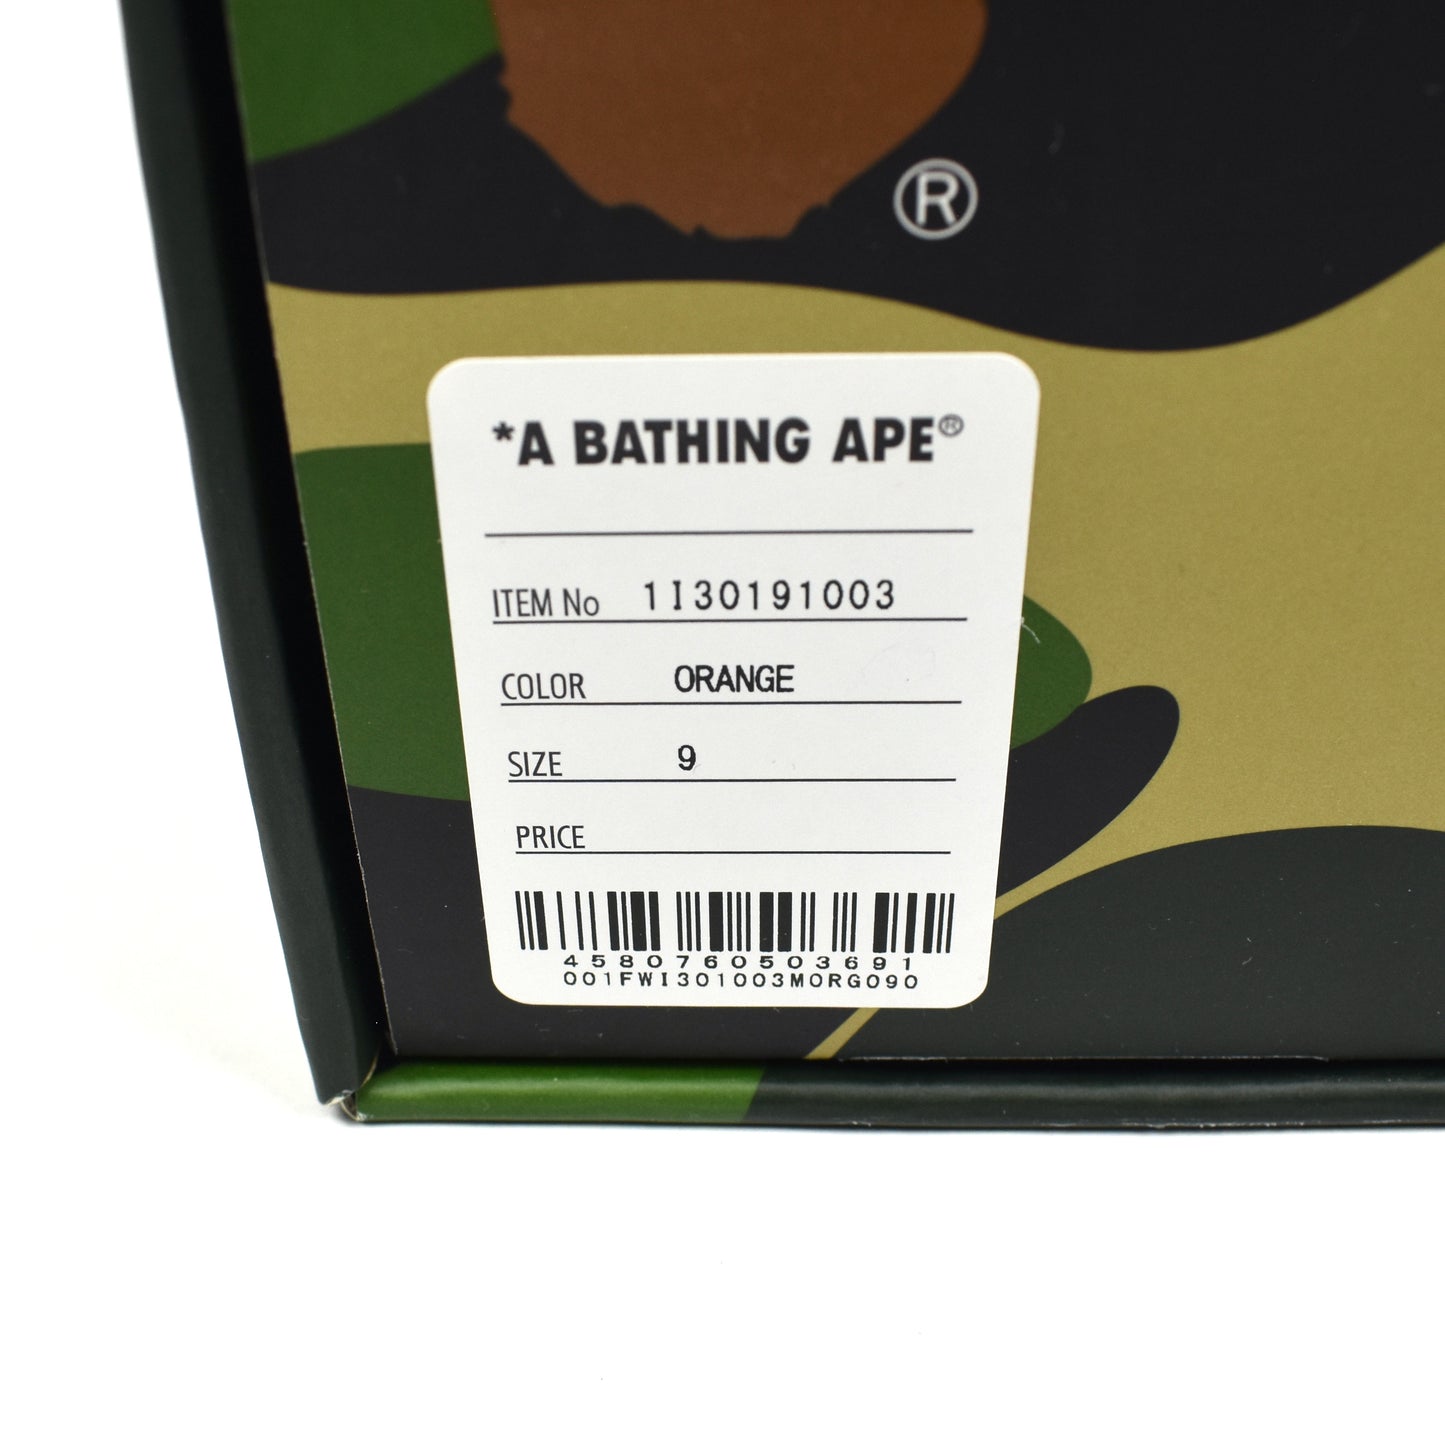 ®
*A BATHING APE®
ITEM No 1I30191003
COLOR ORANGE
SIZE 9
PRICE
4580760503691
001FWI301003MORG090